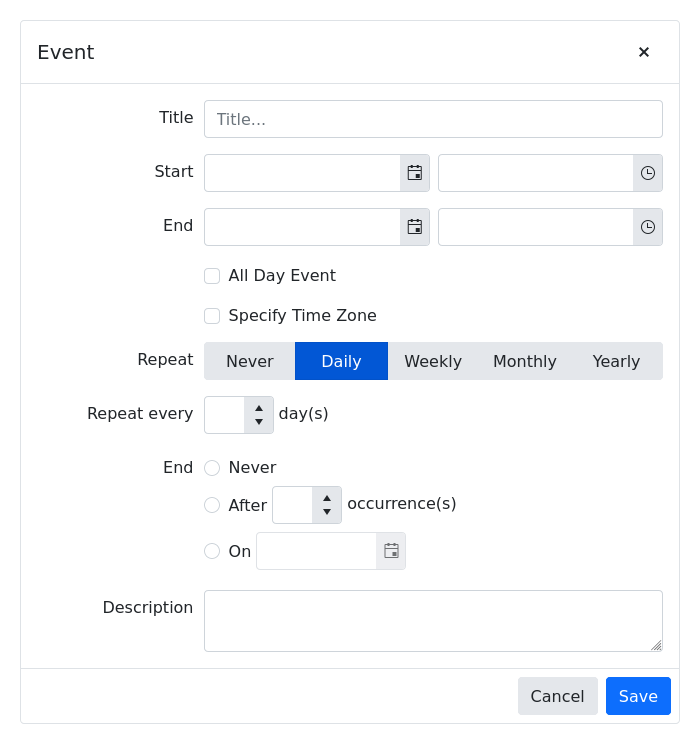 Event
Title Title...
Start
End
All Day Event
Specify Time Zone
Repeat Never Daily Weekly Monthly Yearly
Repeat every day(s)
End Never
After occurrence(s)
On
Description
Cancel Save